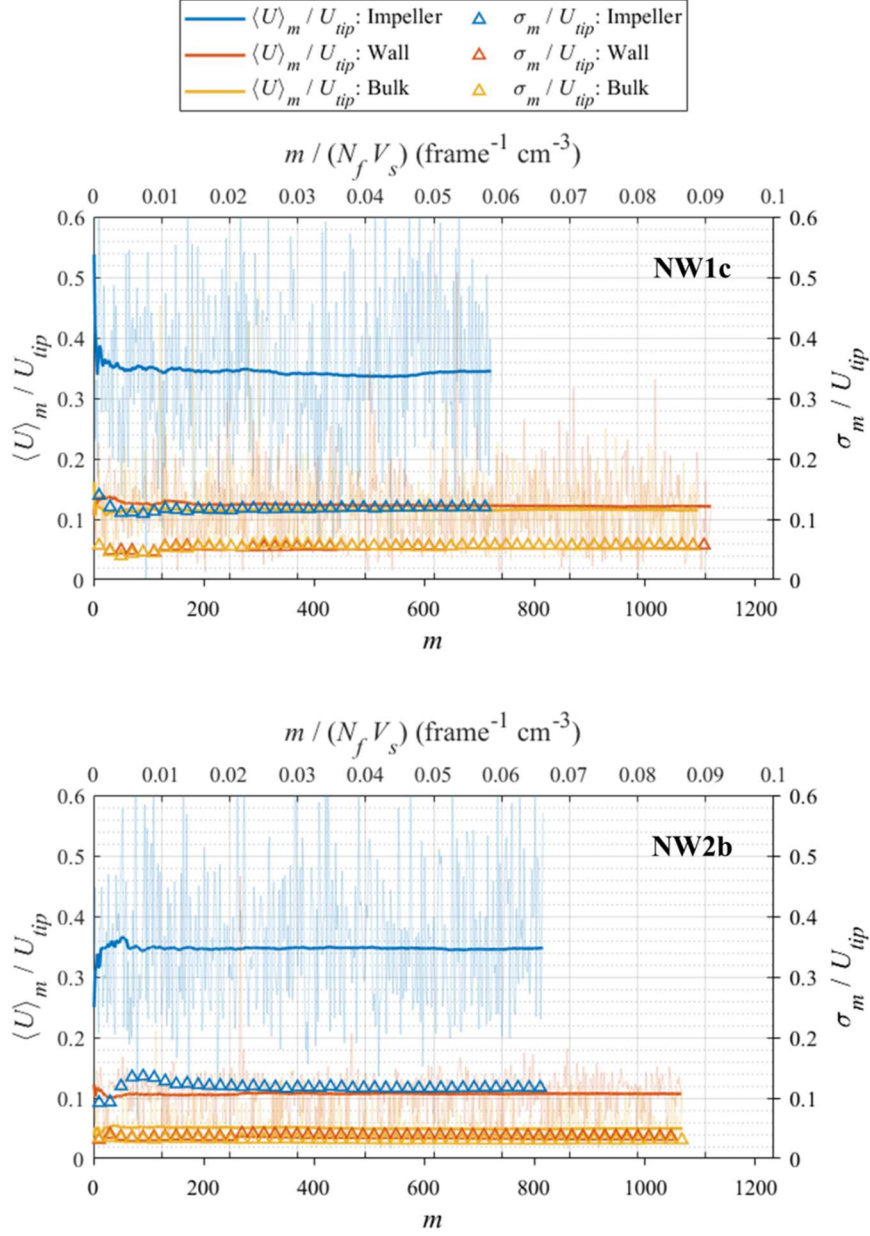 ⟨U⟩m / Utip: Impeller σm / Utip: Impeller
⟨U⟩m / Utip: Wall σm / Utip: Wall
⟨U⟩m / Utip: Bulk σm / Utip: Bulk
m / (Nf Vs) (frame-1 cm-3)
0 0.01 0.02 0.03 0.04 0.05 0.06 0.07 0.08 0.09 0.1
0.6 0.6
NW1c
0.5 0.5
0.4 0.4
⟨U⟩m / Utip 0.3 0.3 σm / Utip
0.2 0.2
0.1 0.1
0 0
0 200 400 600 800 1000 1200
m
m / (Nf Vs) (frame-1 cm-3)
0 0.01 0.02 0.03 0.04 0.05 0.06 0.07 0.08 0.09 0.1
0.6 0.6
NW2b
0.5 0.5
0.4 0.4
⟨U⟩m / Utip 0.3 0.3 σm / Utip
0.2 0.2
0.1 0.1
0 0
0 200 400 600 800 1000 1200
m